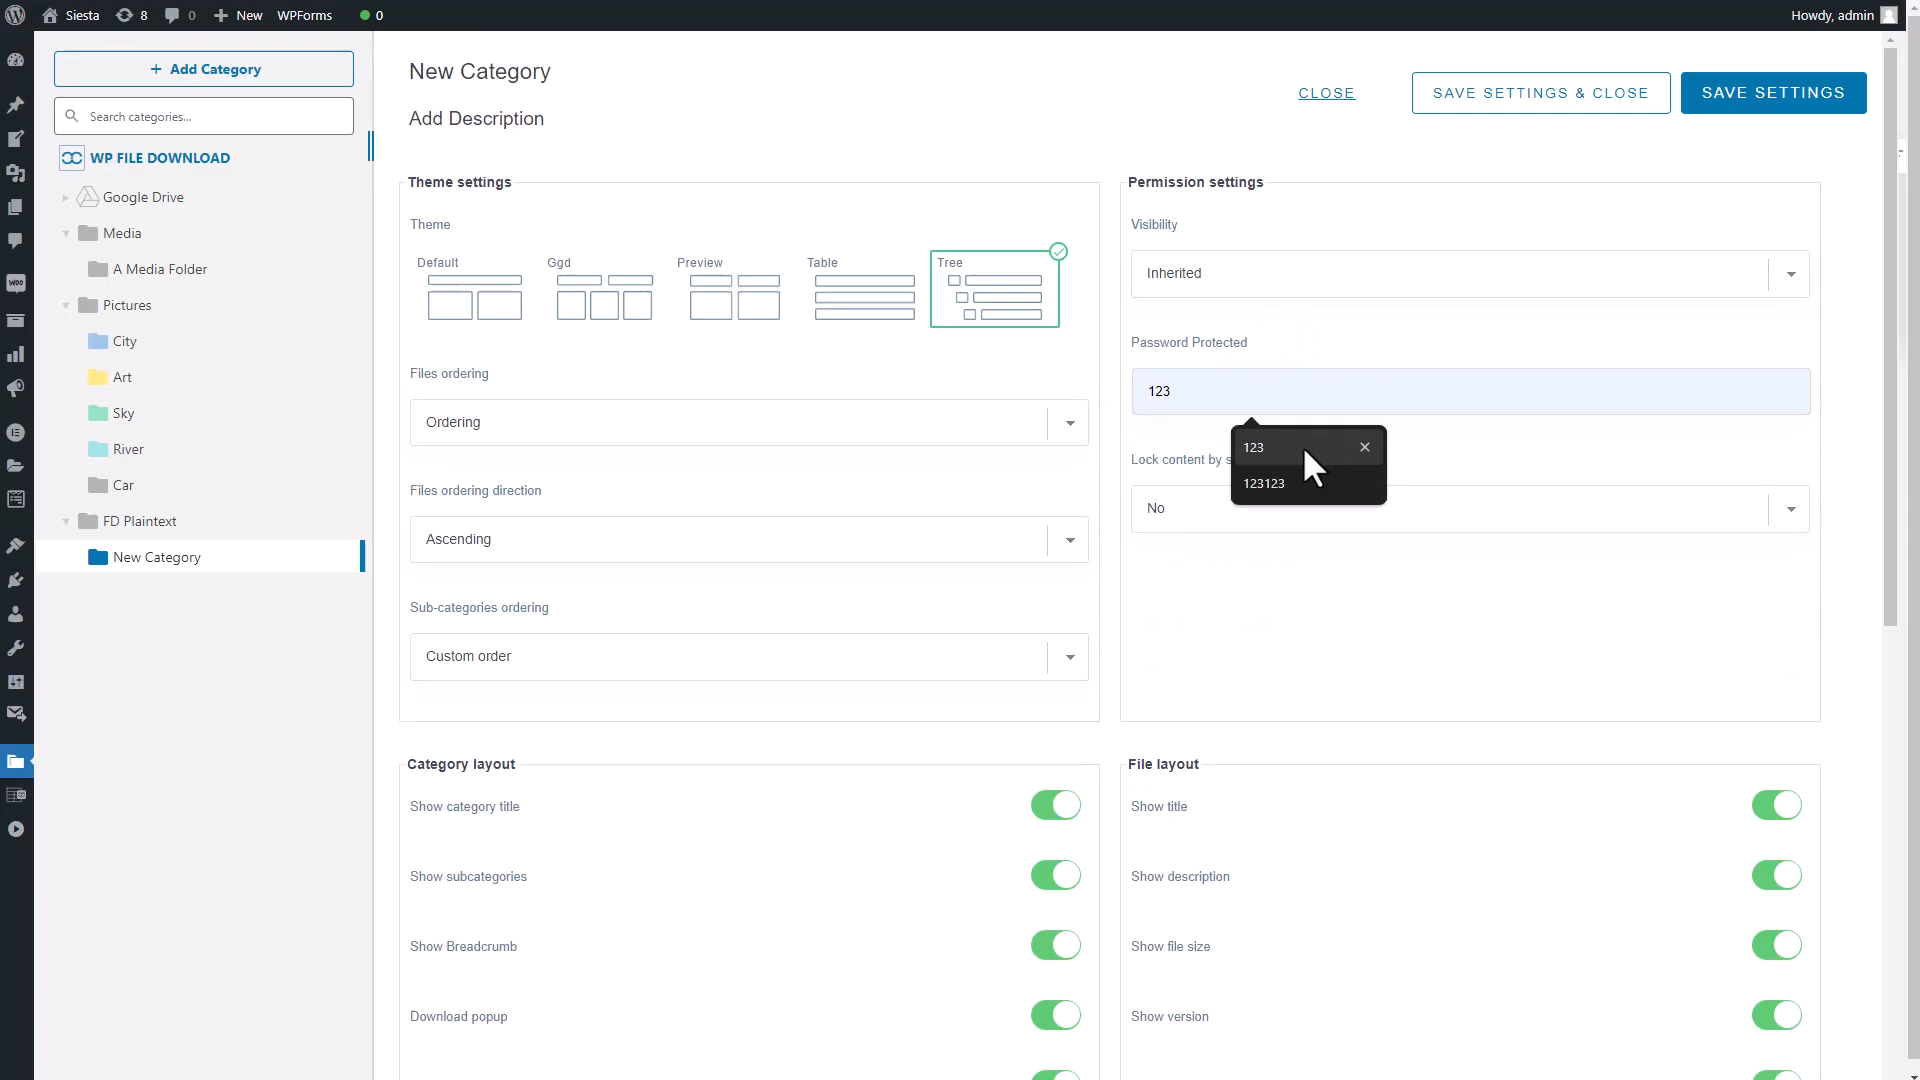 Siesta
8
0
New
WPForms
0
Howdy, admin
Add Category
Search categories...
WP FILE DOWNLOAD
Google Drive
Media
A Media Folder
Pictures
City
Art
Sky
River
Car
FD Plaintext
New Category
New Category
Add Description
CLOSE
SAVE SETTINGS & CLOSE
SAVE SETTINGS
Theme settings
Theme
Default
Ggd
Preview
Table
Tree
Files ordering
Ordering
Files ordering direction
Ascending
Sub-categories ordering
Custom order
Permission settings
Visibility
Inherited
Password Protected
123
123
123123
Lock content by s
No
Category layout
Show category title
Show subcategories
Show Breadcrumb
Download popup
File layout
Show title
Show description
Show file size
Show version